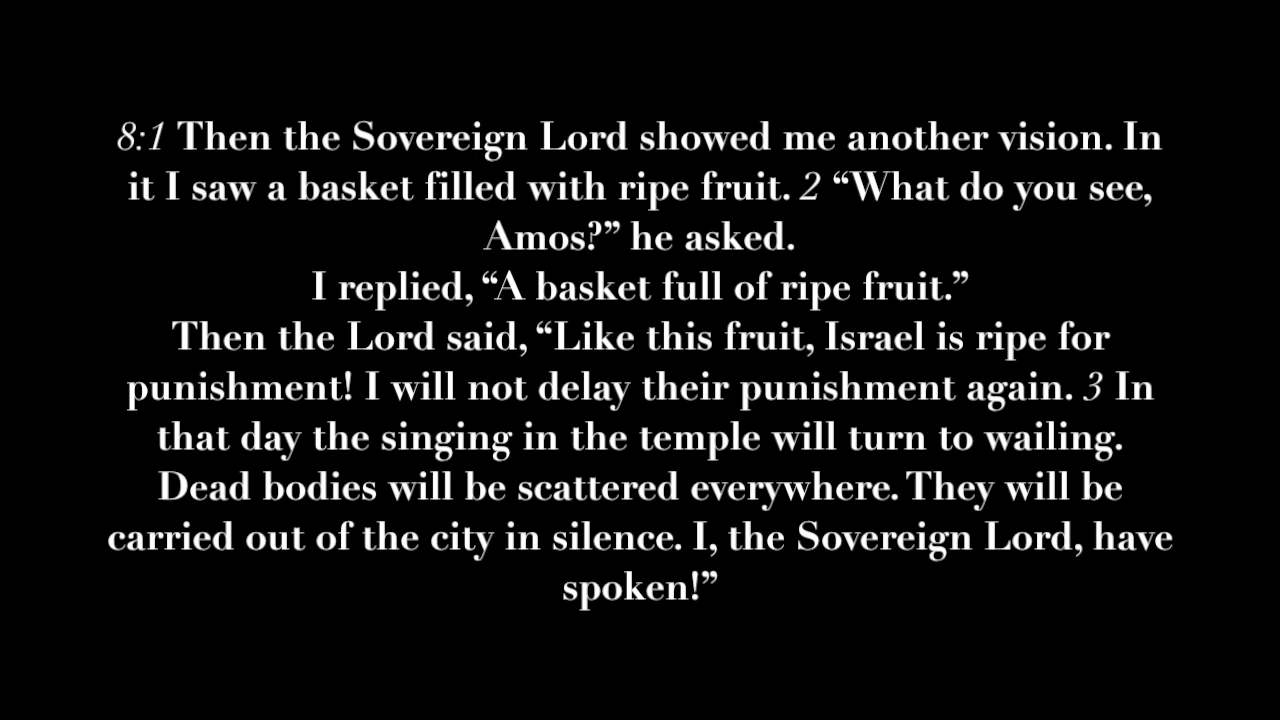 8:1 Then the Sovereign Lord showed me another vision. In
it I saw a basket filled with ripe fruit. 2 “What do you see,
Amos?” he asked.
I replied, “A basket full of ripe fruit.”
Then the Lord said, “Like this fruit, Israel is ripe for
punishment! I will not delay their punishment again. 3 In
that day the singing in the temple will turn to wailing.
Dead bodies will be scattered everywhere. They will be
carried out of the city in silence. I, the Sovereign Lord, have
spoken!”